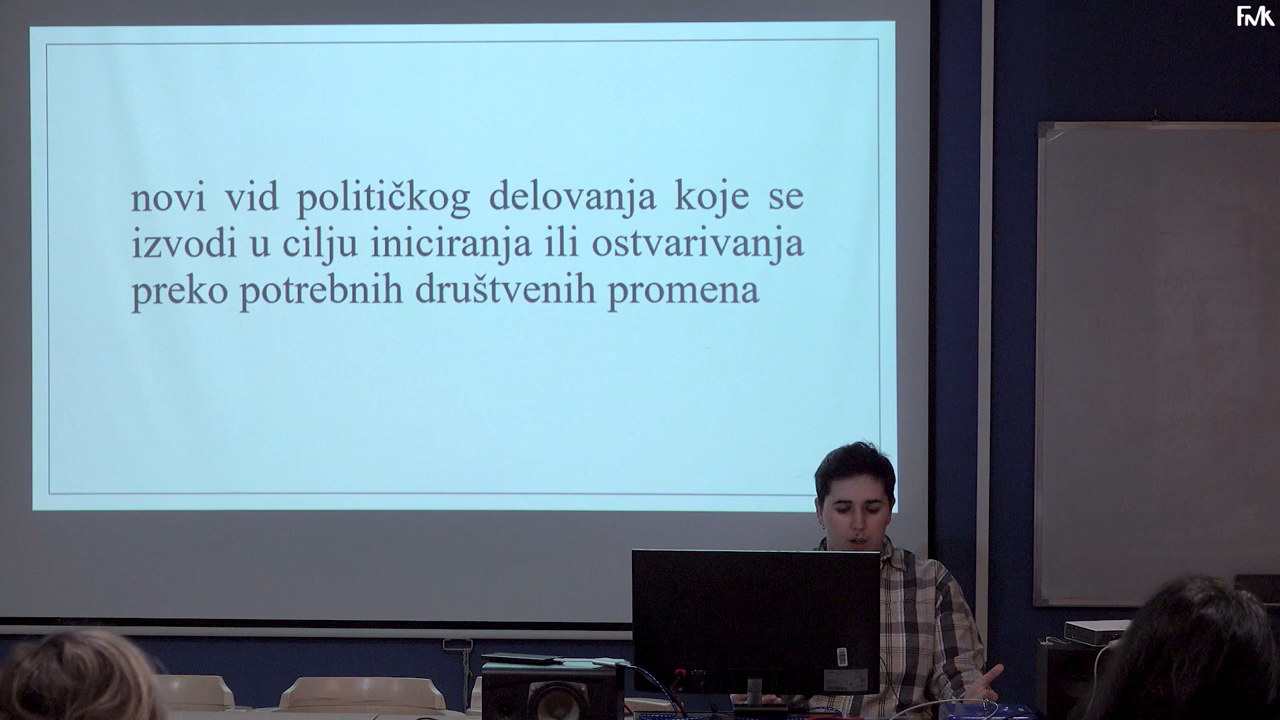 FMK
novi vid političkog delovanja koje se
izvodi u cilju iniciranja ili ostvarivanja
preko potrebnih društvenih promena